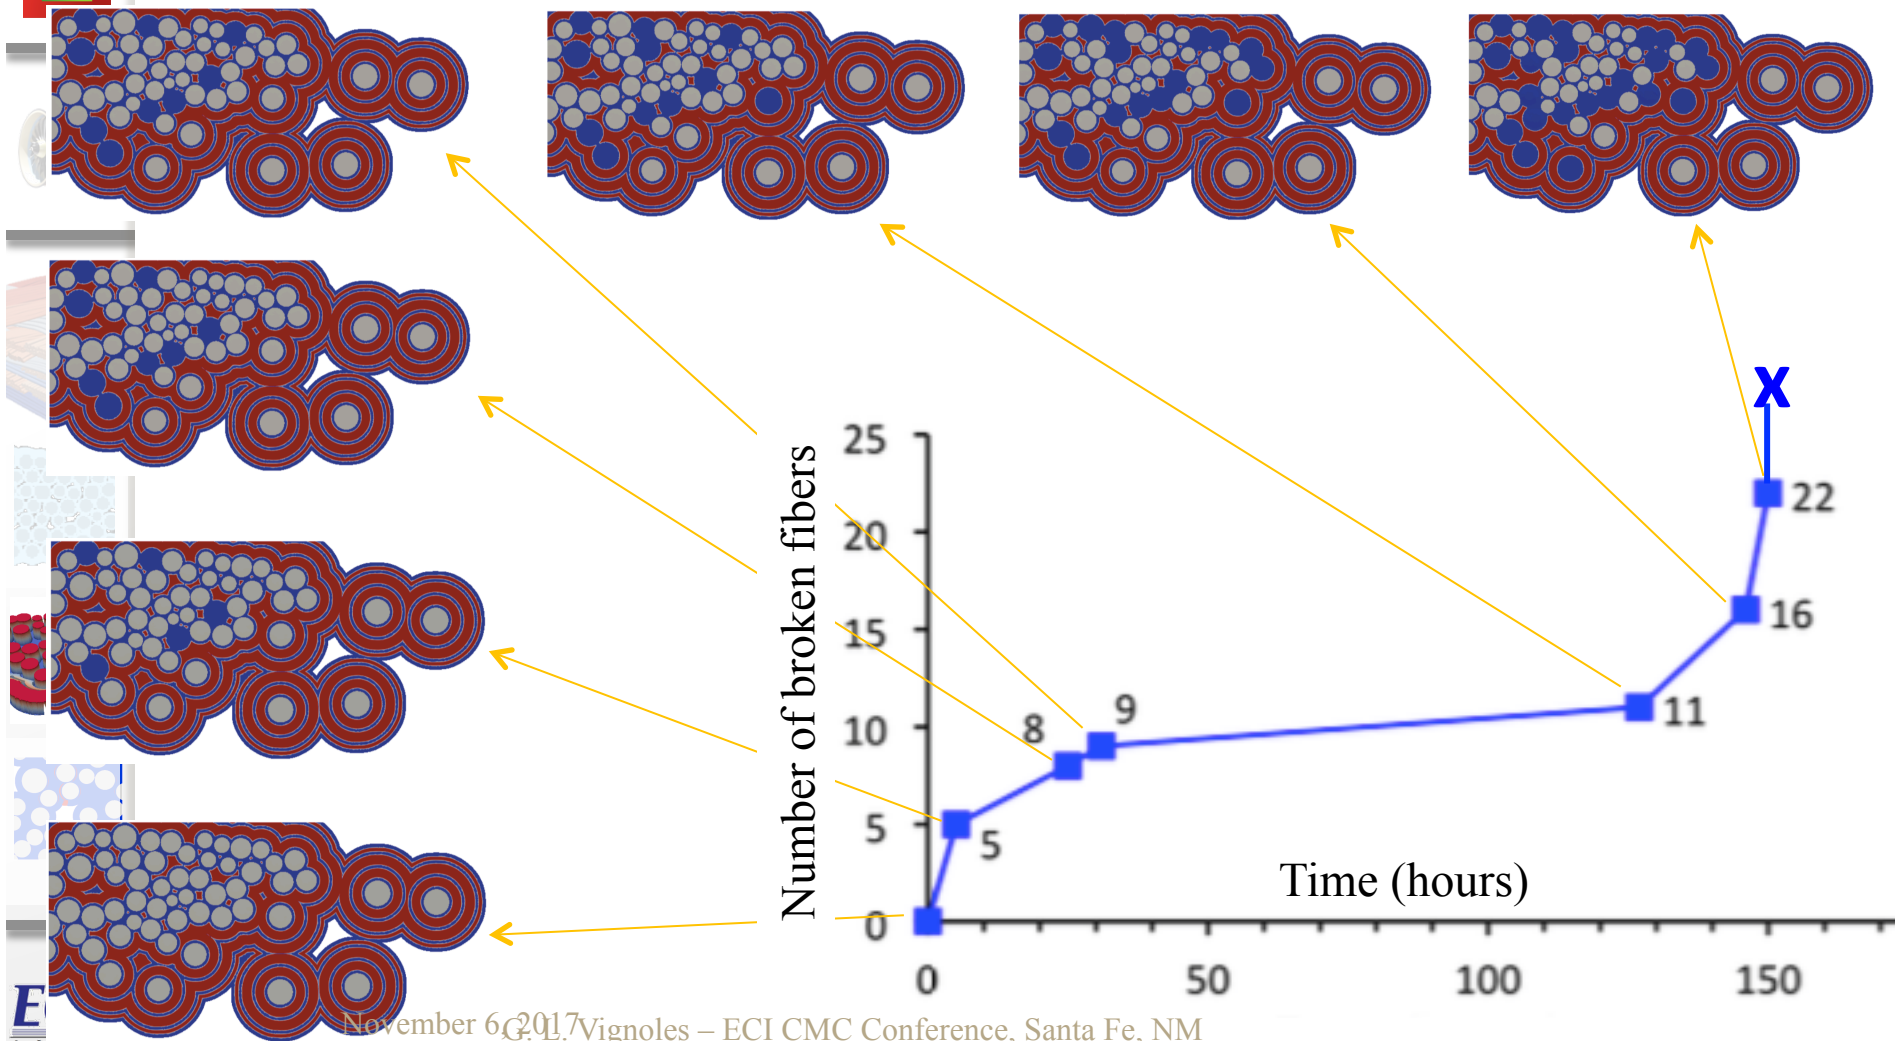 X
Number of broken fibers
25
20
15
10
5
0
22
16
11
9
8
5
Time (hours)
0 50 100 150
E
November 6, 2017
G. L. Vignoles – ECI CMC Conference, Santa Fe, NM